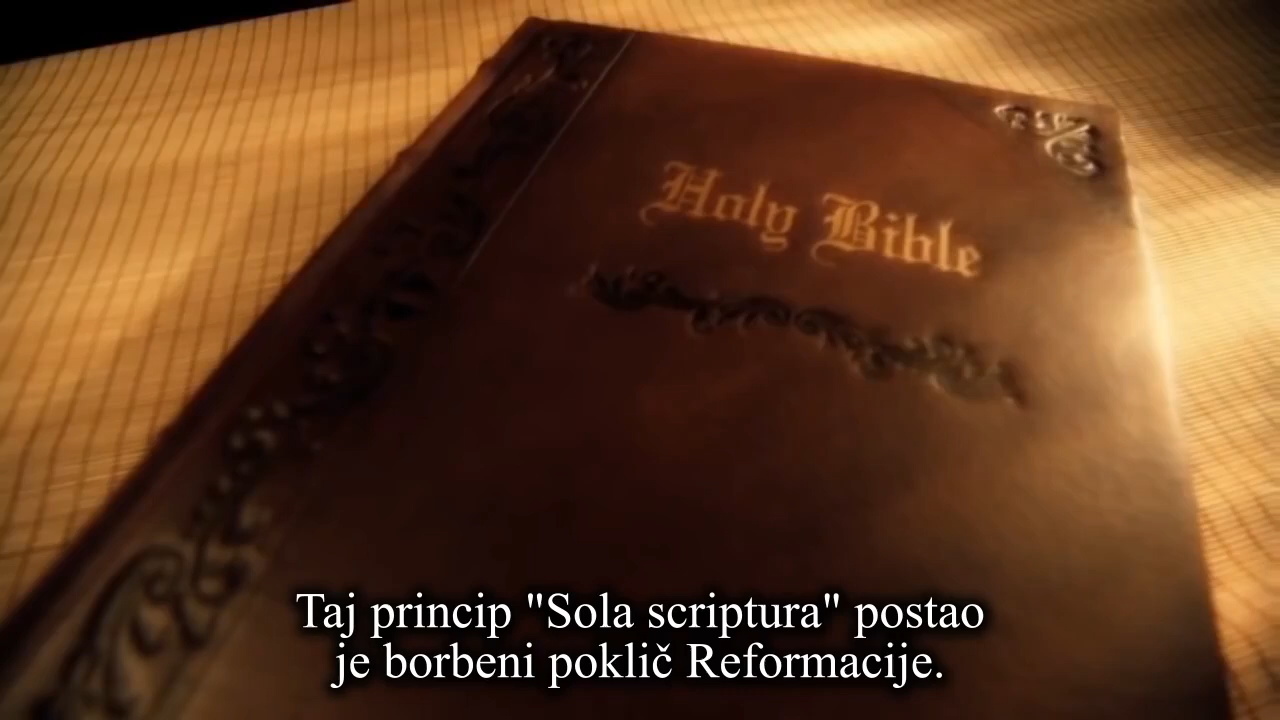 Holy Bible
Taj princip "Sola scriptura" postao
je borbeni poklič Reformacije.